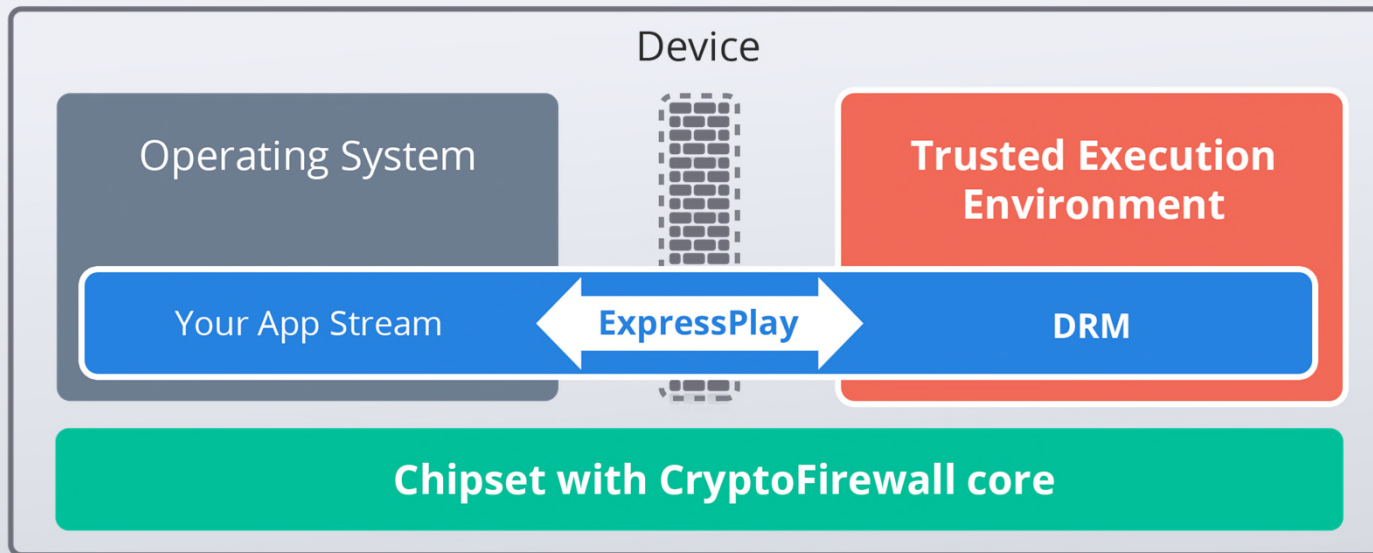 Device
Operating System
Trusted Execution
Environment
Your App Stream
ExpressPlay
DRM
Chipset with CryptoFirewall core